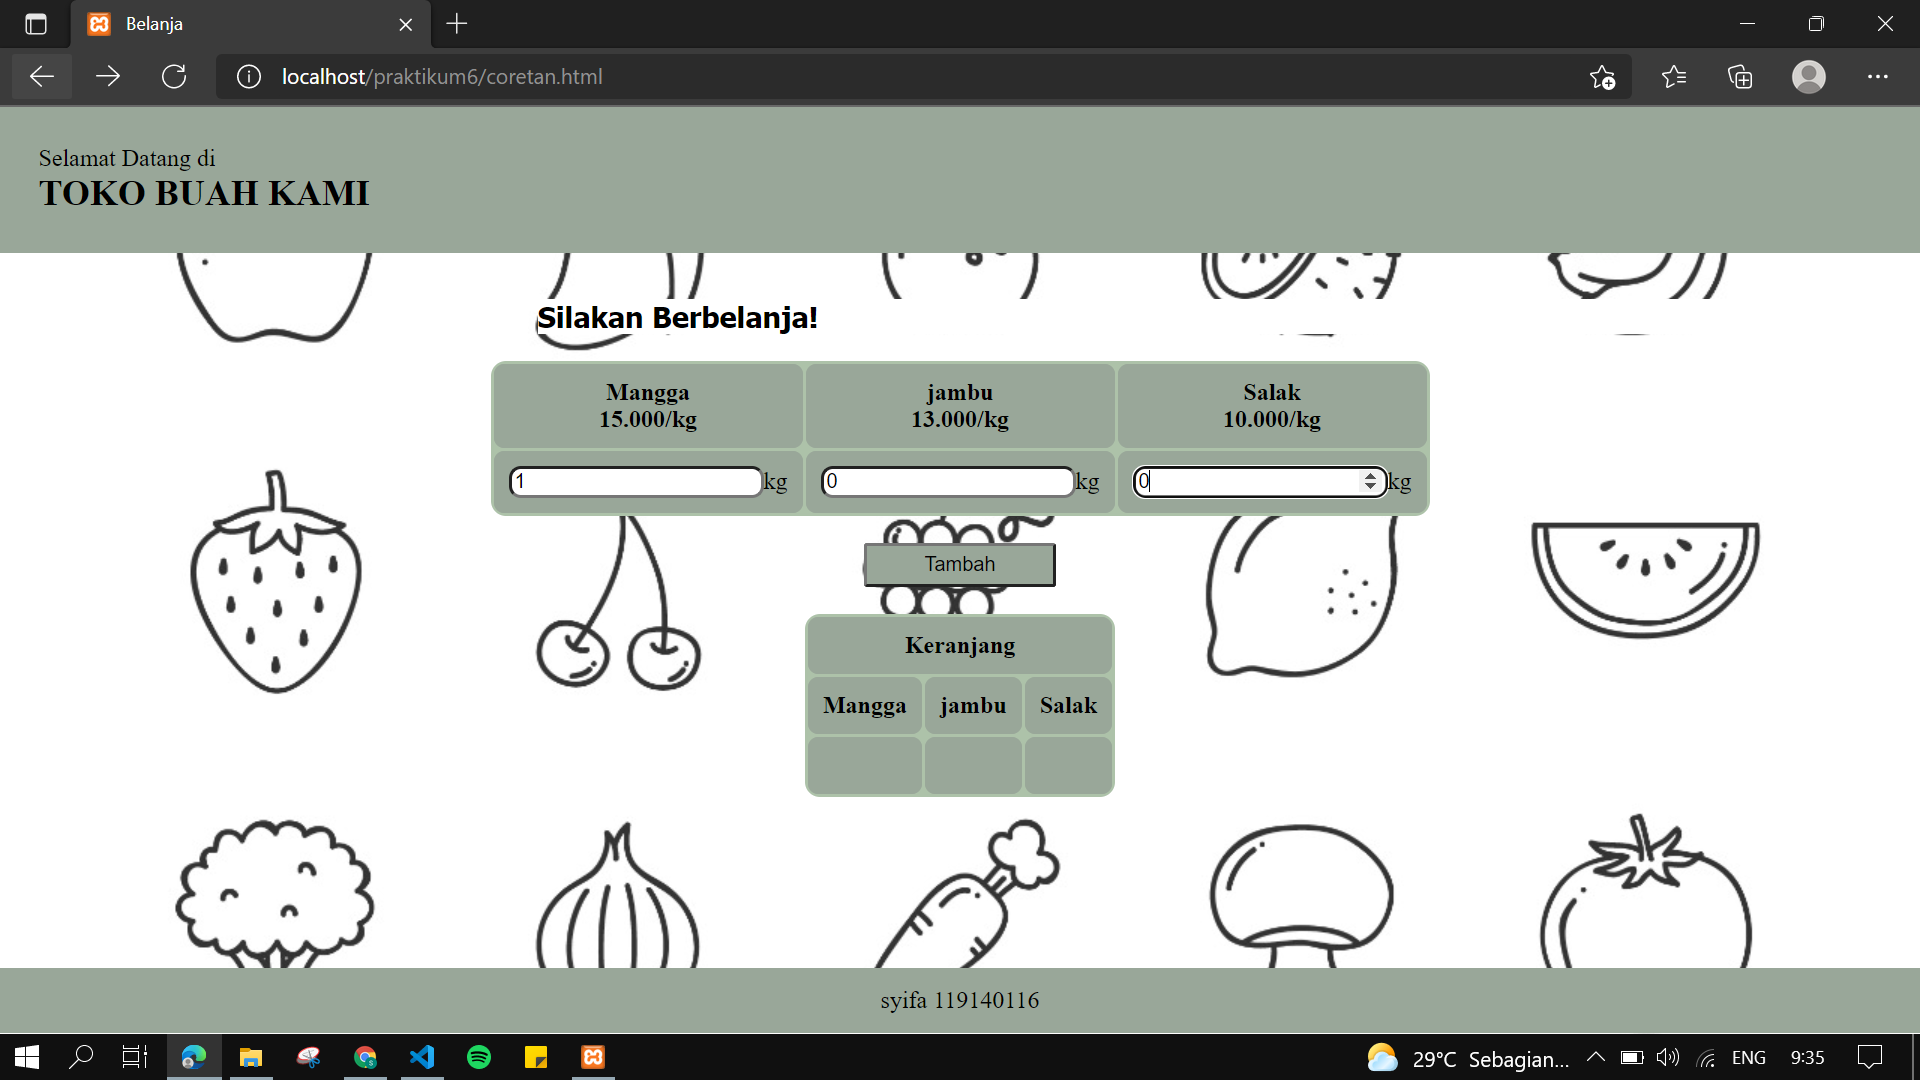 Belanja
localhost/praktikum6/coretan.html
Selamat Datang di
TOKO BUAH KAMI
Silakan Berbelanja!
Mangga
15.000/kg
jambu
13.000/kg
Salak
10.000/kg
1 kg
0 kg
0 kg
Tambah
Keranjang
Mangga jambu Salak
syifa 119140116
29°C Sebagian... ENG 9:35